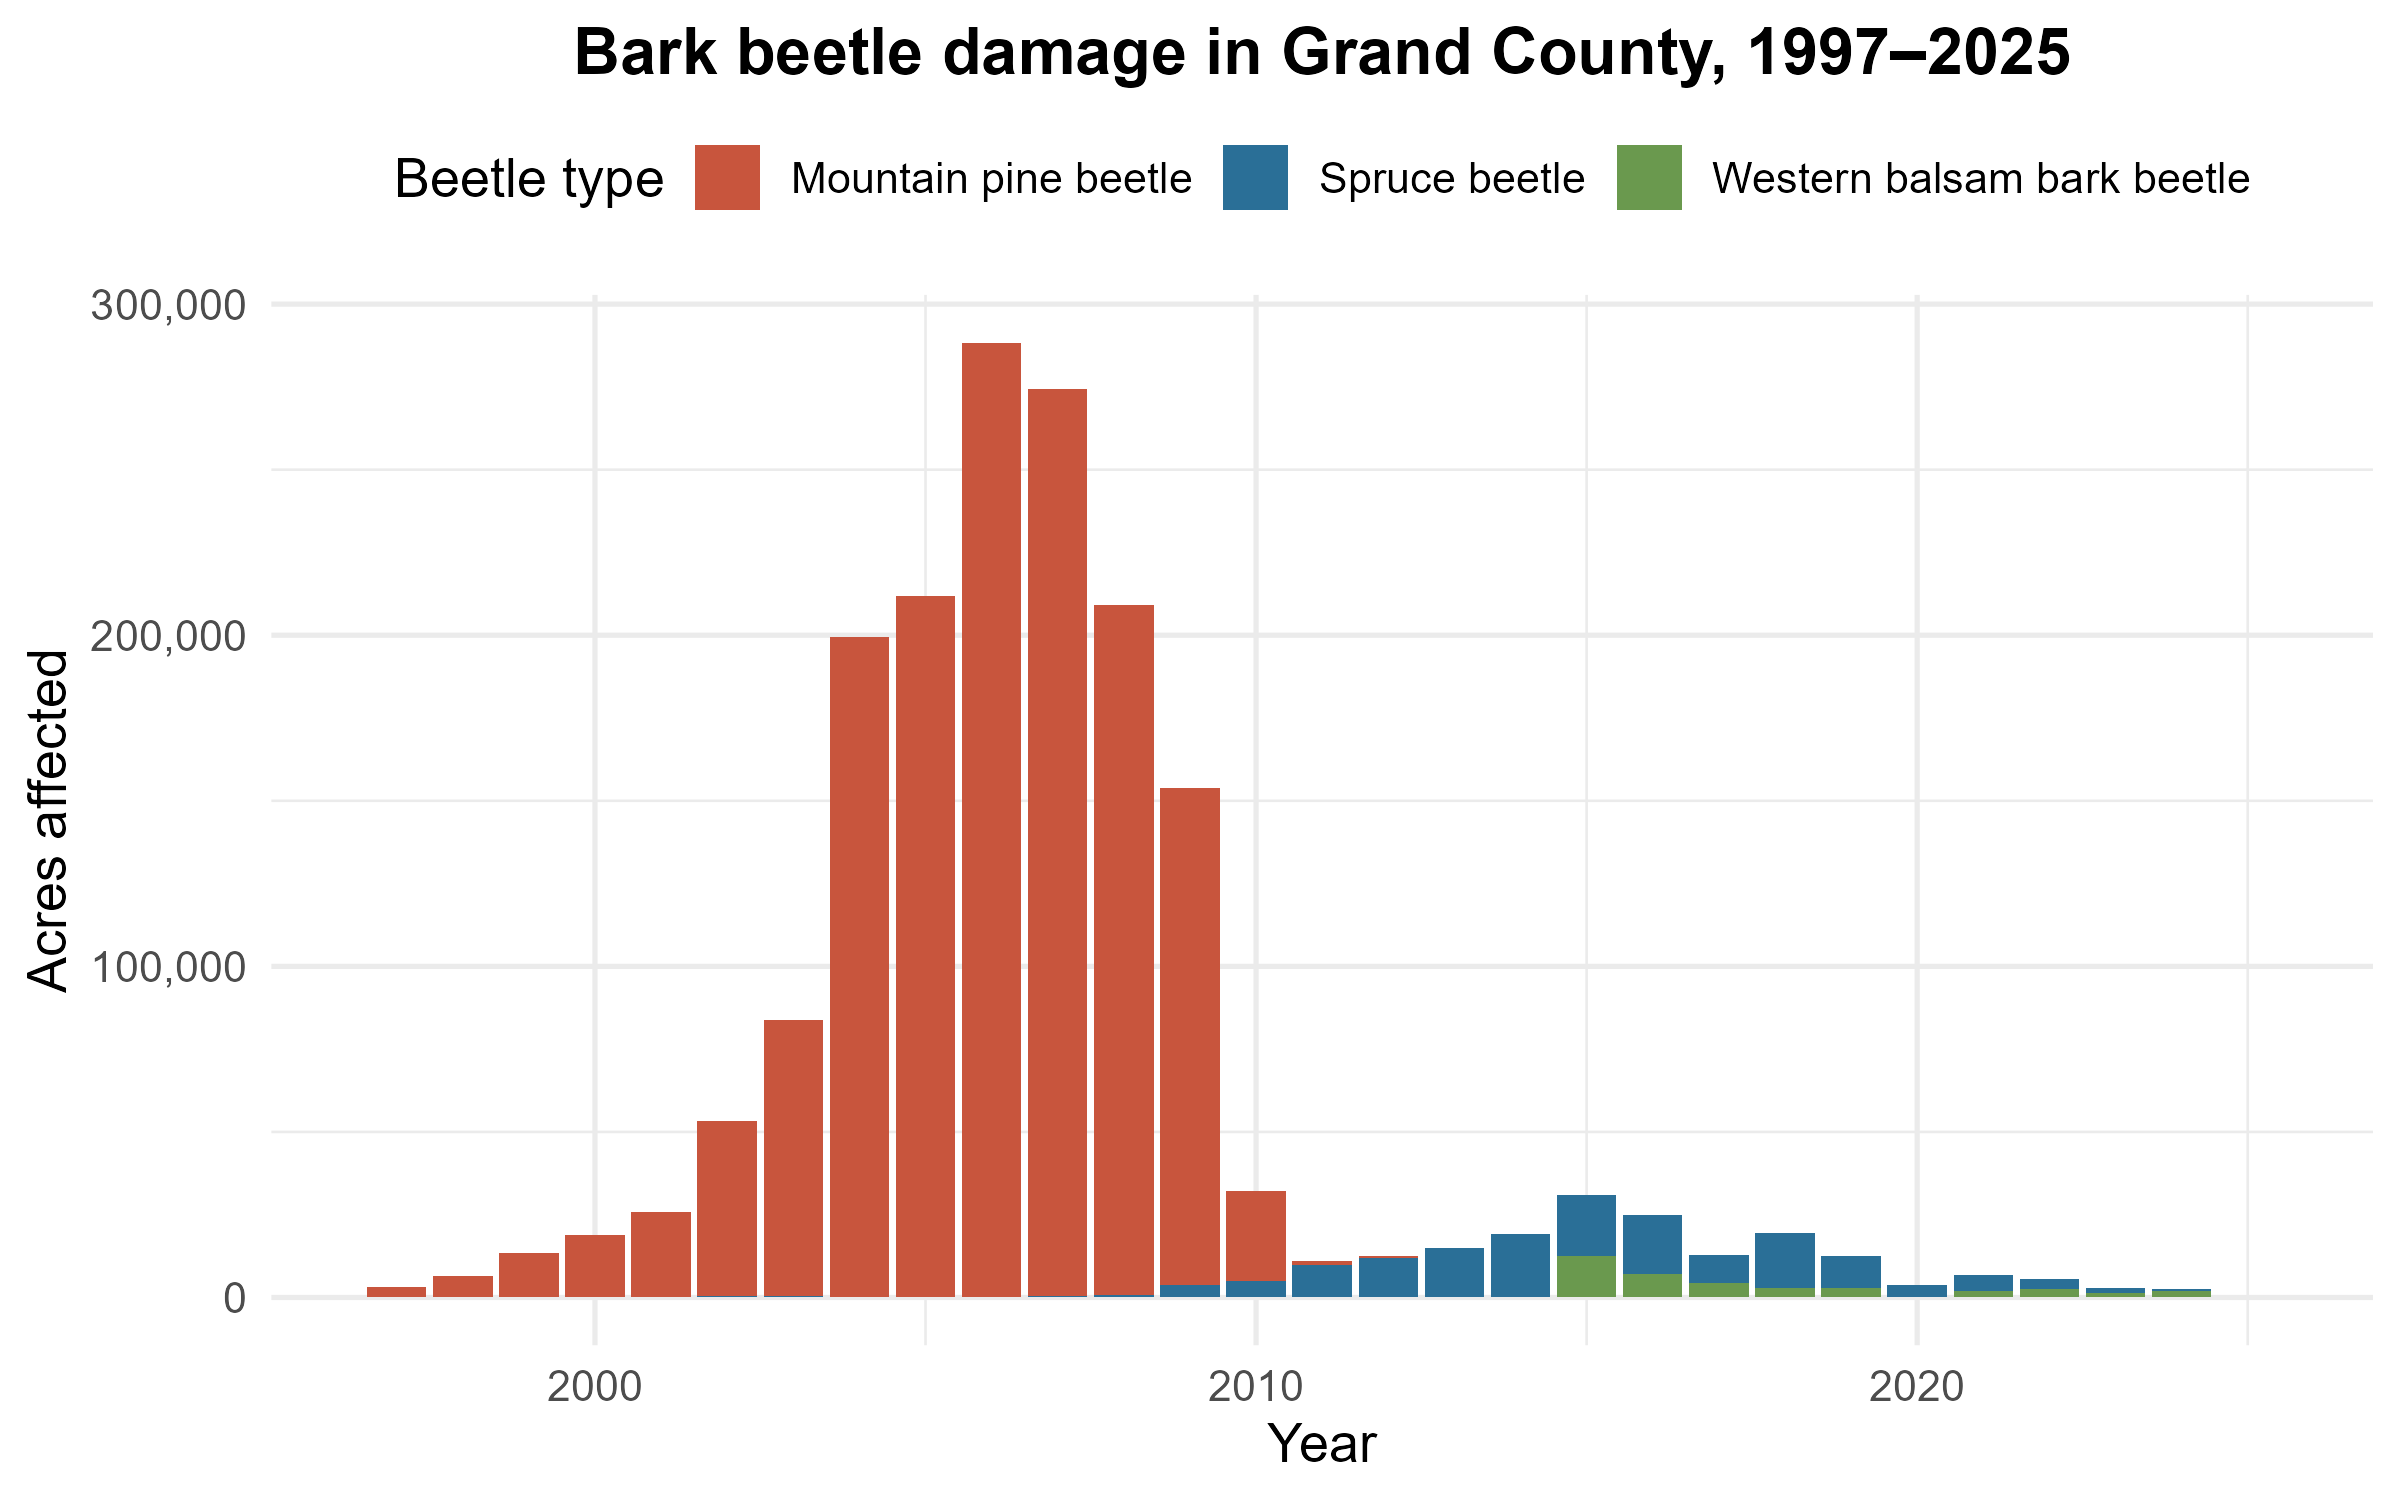 Bark beetle damage in Grand County, 1997–2025
Beetle type Mountain pine beetle Spruce beetle Western balsam bark beetle
300,000
200,000
100,000
0
Acres affected
2000 2010 2020
Year